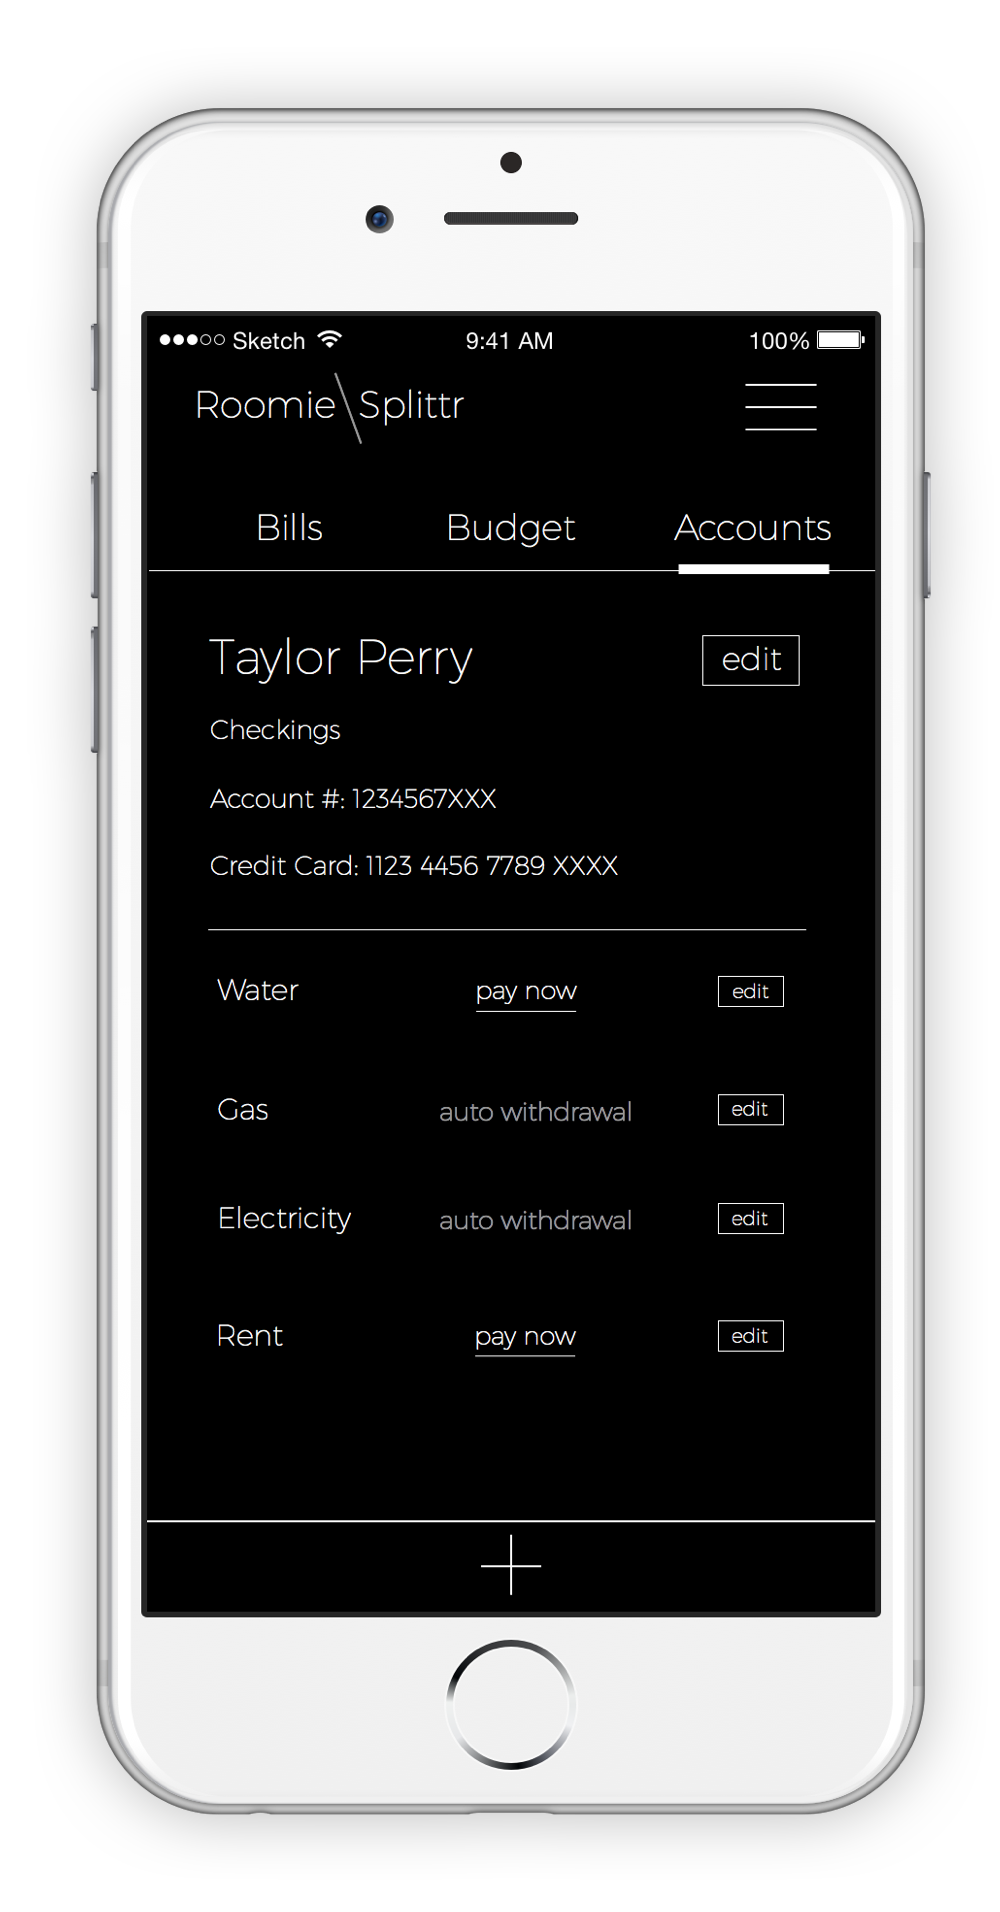 Sketch 9:41 AM 100%
Roomie\Splittr
Bills Budget Accounts
Taylor Perry edit
Checkings
Account #: 1234567XXX
Credit Card: 1123 4456 7789 XXXX
Water pay now edit
Gas auto withdrawal edit
Electricity auto withdrawal edit
Rent pay now edit